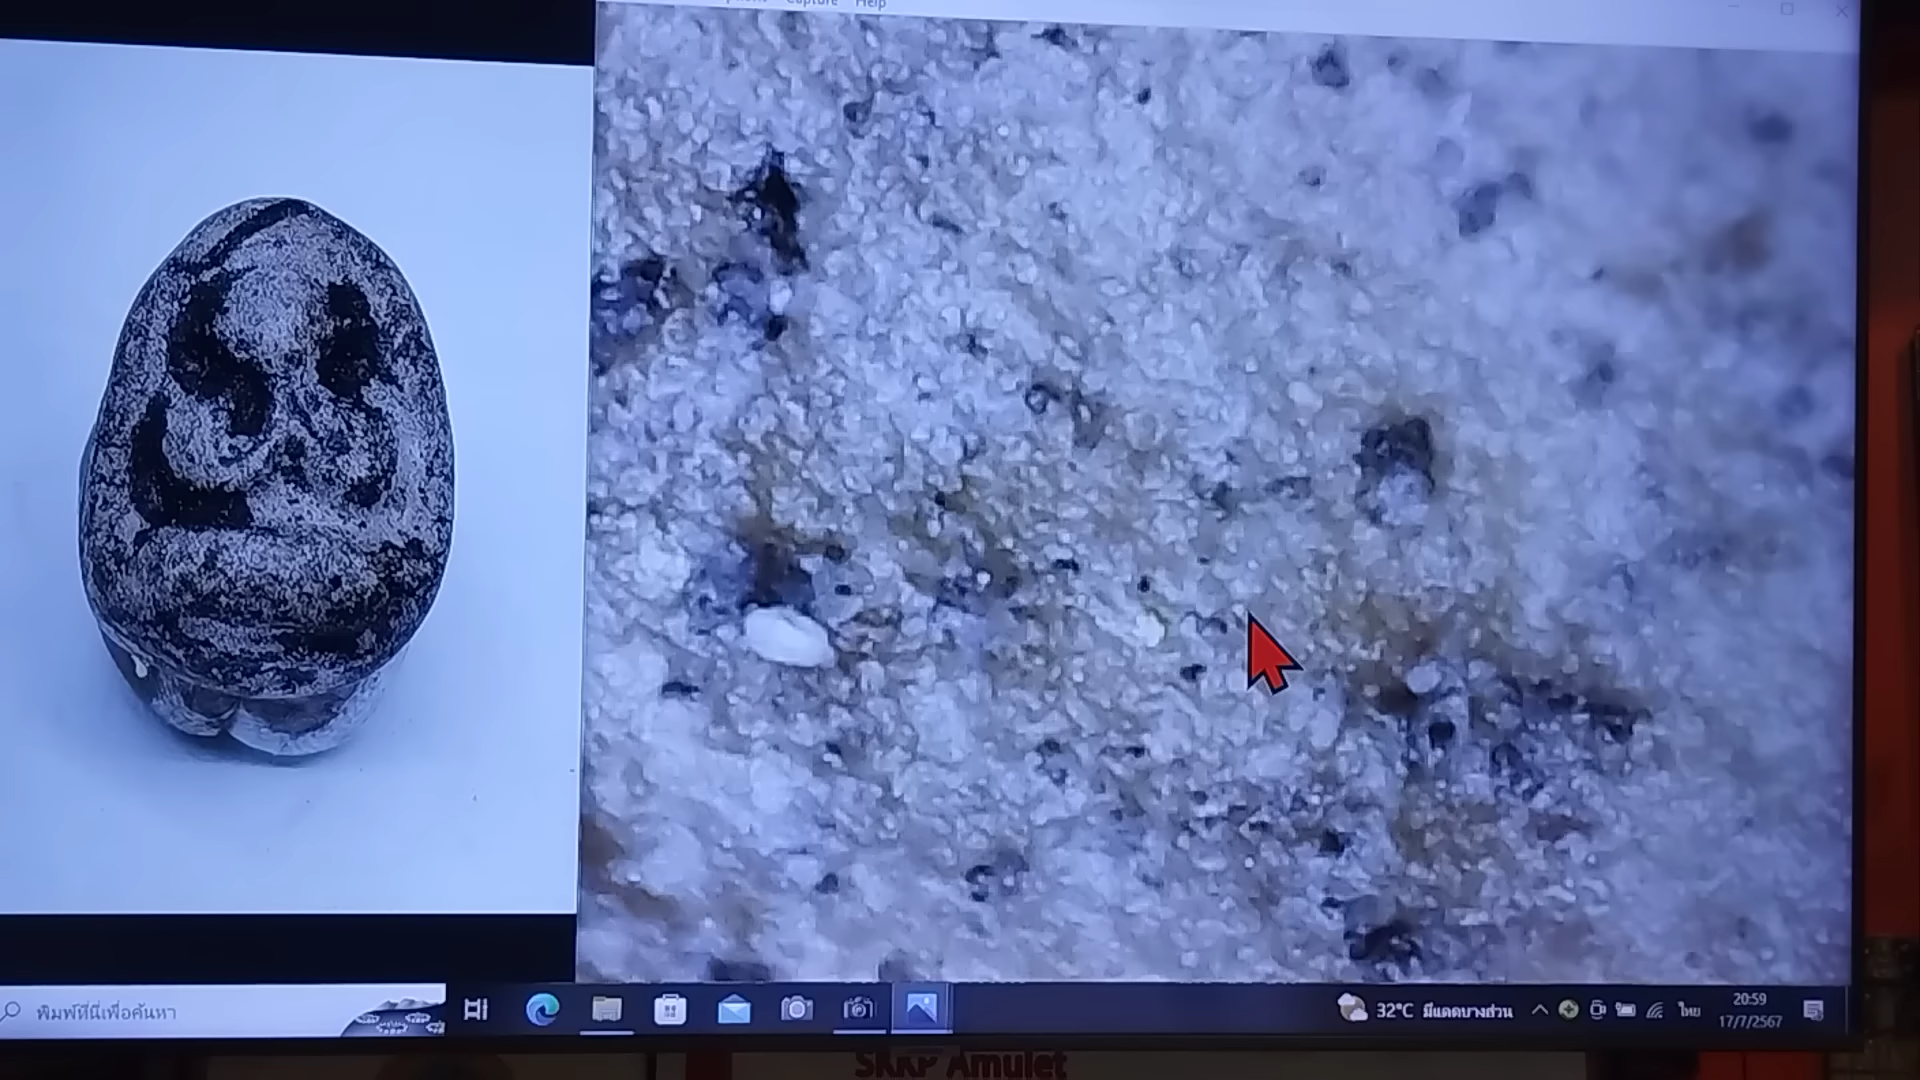 Capture Help
พิมพ์ที่นี่เพื่อค้นหา
32°C มีแดดบางส่วน
ไทย
20:59
17/7/2567
SKRP Amulet